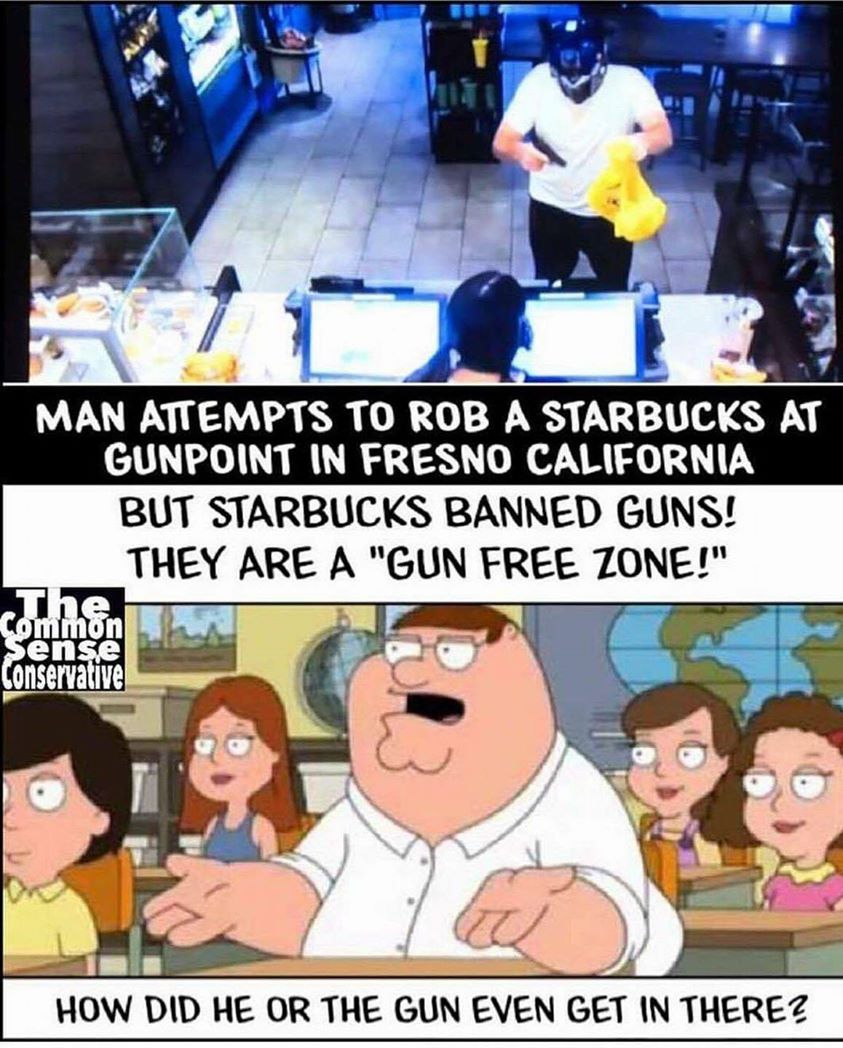 MAN ATTEMPTS TO ROB A STARBUCKS AT
GUNPOINT IN FRESNO CALIFORNIA
BUT STARBUCKS BANNED GUNS!
THEY ARE A "GUN FREE ZONE!"
The
Common
Sense
Conservative
HOW DID HE OR THE GUN EVEN GET IN THERE?